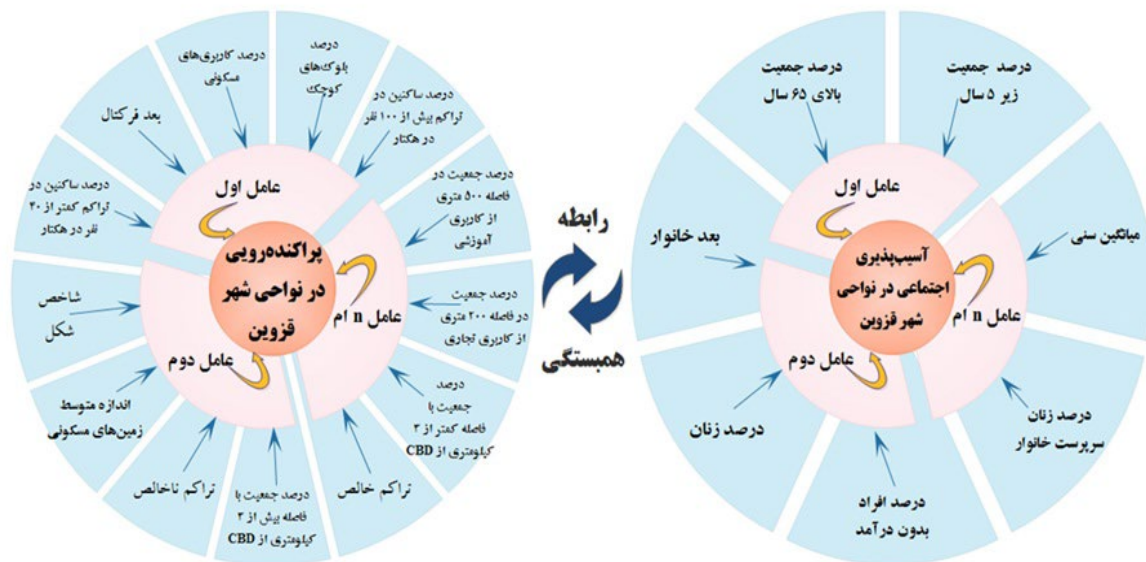 درصد
بلوک‌های
کوچک
درصد کاربری‌های
مسکونی
بعد فرکتال
درصد ساکنین در
تراکم کمتر از ۴۰
نفر در هکتار
شاخص
شکل
اندازه متوسط
زمین‌های مسکونی
تراکم ناخالص
درصد جمعیت با
فاصله بیش از ۳
کیلومتری از CBD
تراکم خالص
درصد
جمعیت با
فاصله کمتر از ۳
کیلومتری از CBD
درصد جمعیت
در فاصله ۲۰۰ متری
از کاربری تجاری
درصد جمعیت در
فاصله ۵۰۰ متری
از کاربری
آموزشی
درصد ساکنین در
تراکم بیش از ۱۰۰ نفر
در هکتار
عامل اول
عامل دوم
عامل n ام
پراکنده‌رویی
در نواحی شهر
قزوین
رابطه
همبستگی
درصد جمعیت
زیر ۵ سال
درصد جمعیت
بالای ۶۵ سال
بعد خانوار
درصد زنان
درصد افراد
بدون درآمد
درصد زنان
سرپرست خانوار
میانگین سنی
عامل اول
عامل دوم
عامل n ام
آسیب‌پذیری
اجتماعی در نواحی
شهر قزوین